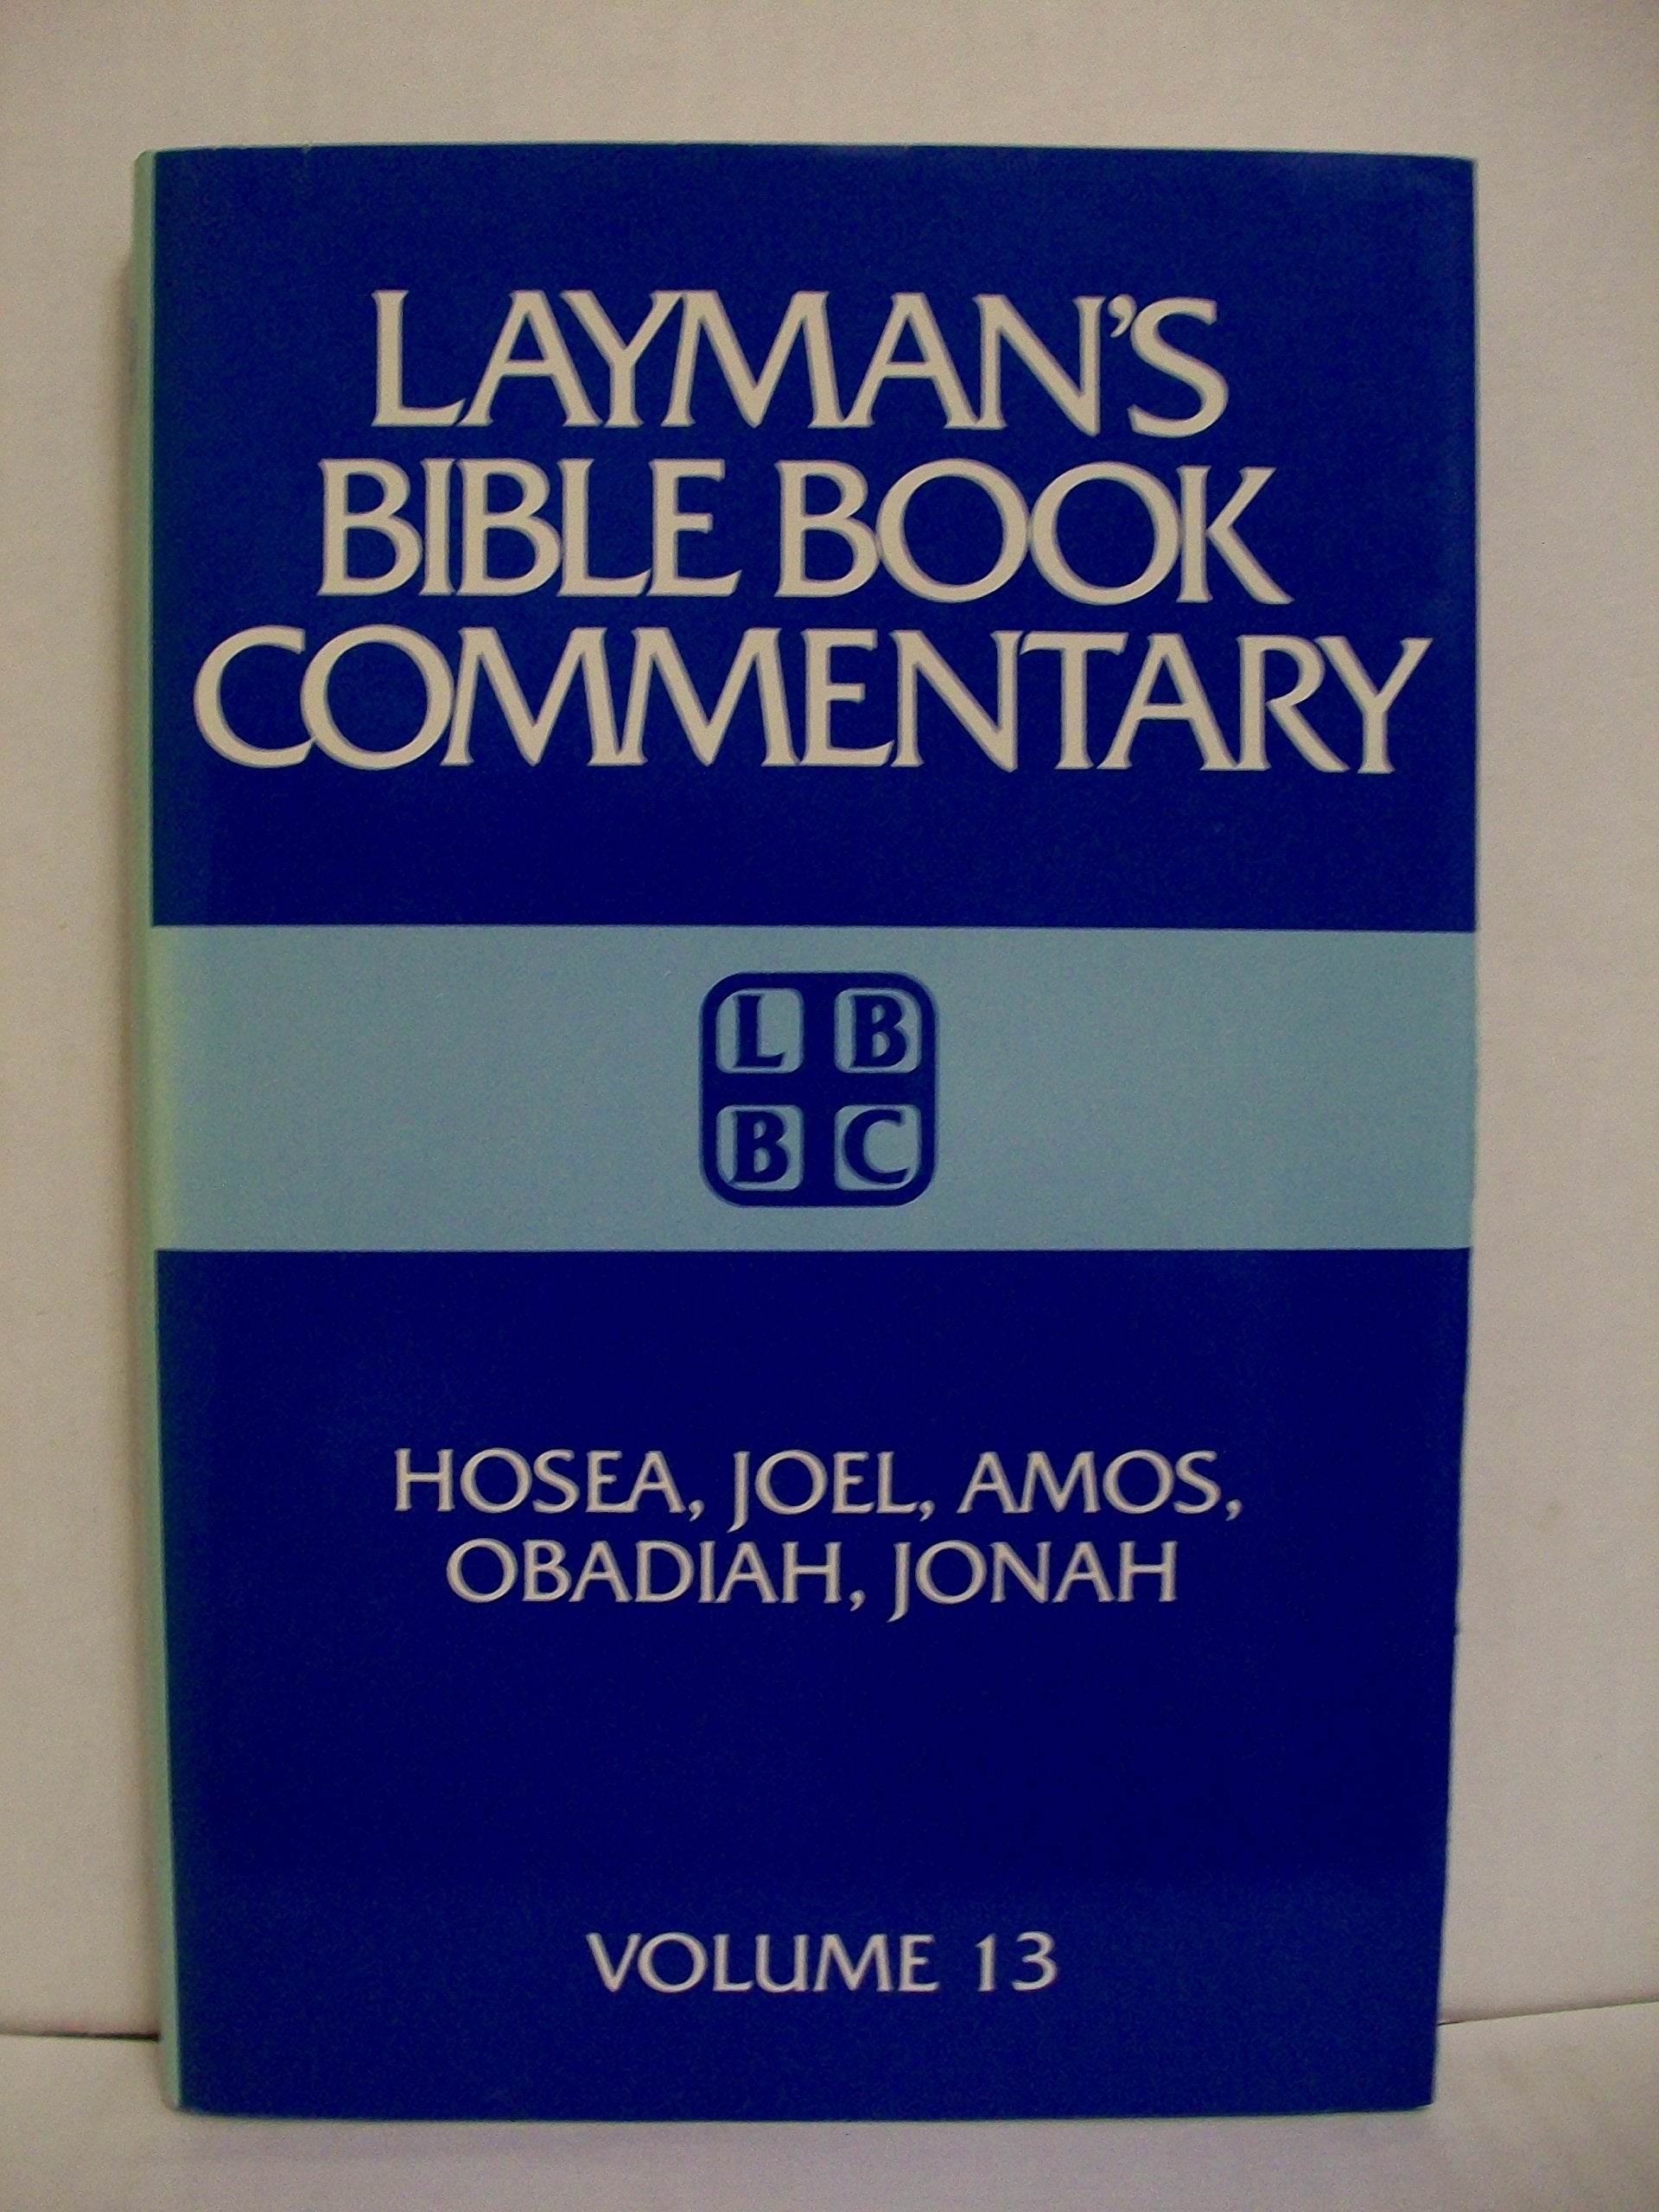 LAYMAN'S
BIBLE BOOK
COMMENTARY
L B
B C
HOSEA, JOEL, AMOS,
OBADIAH, JONAH
VOLUME 13